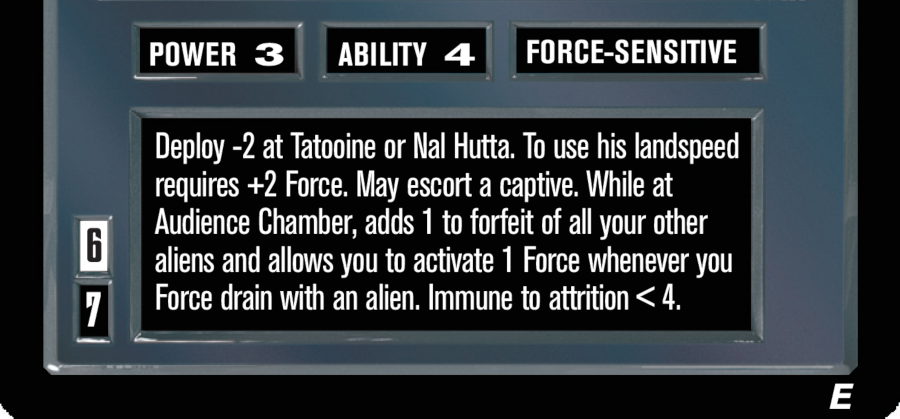 POWER 3 ABILITY 4 FORCE-SENSITIVE
Deploy -2 at Tatooine or Nal Hutta. To use his landspeed
requires +2 Force. May escort a captive. While at
Audience Chamber, adds 1 to forfeit of all your other
aliens and allows you to activate 1 Force whenever you
Force drain with an alien. Immune to attrition < 4.
6
7
E